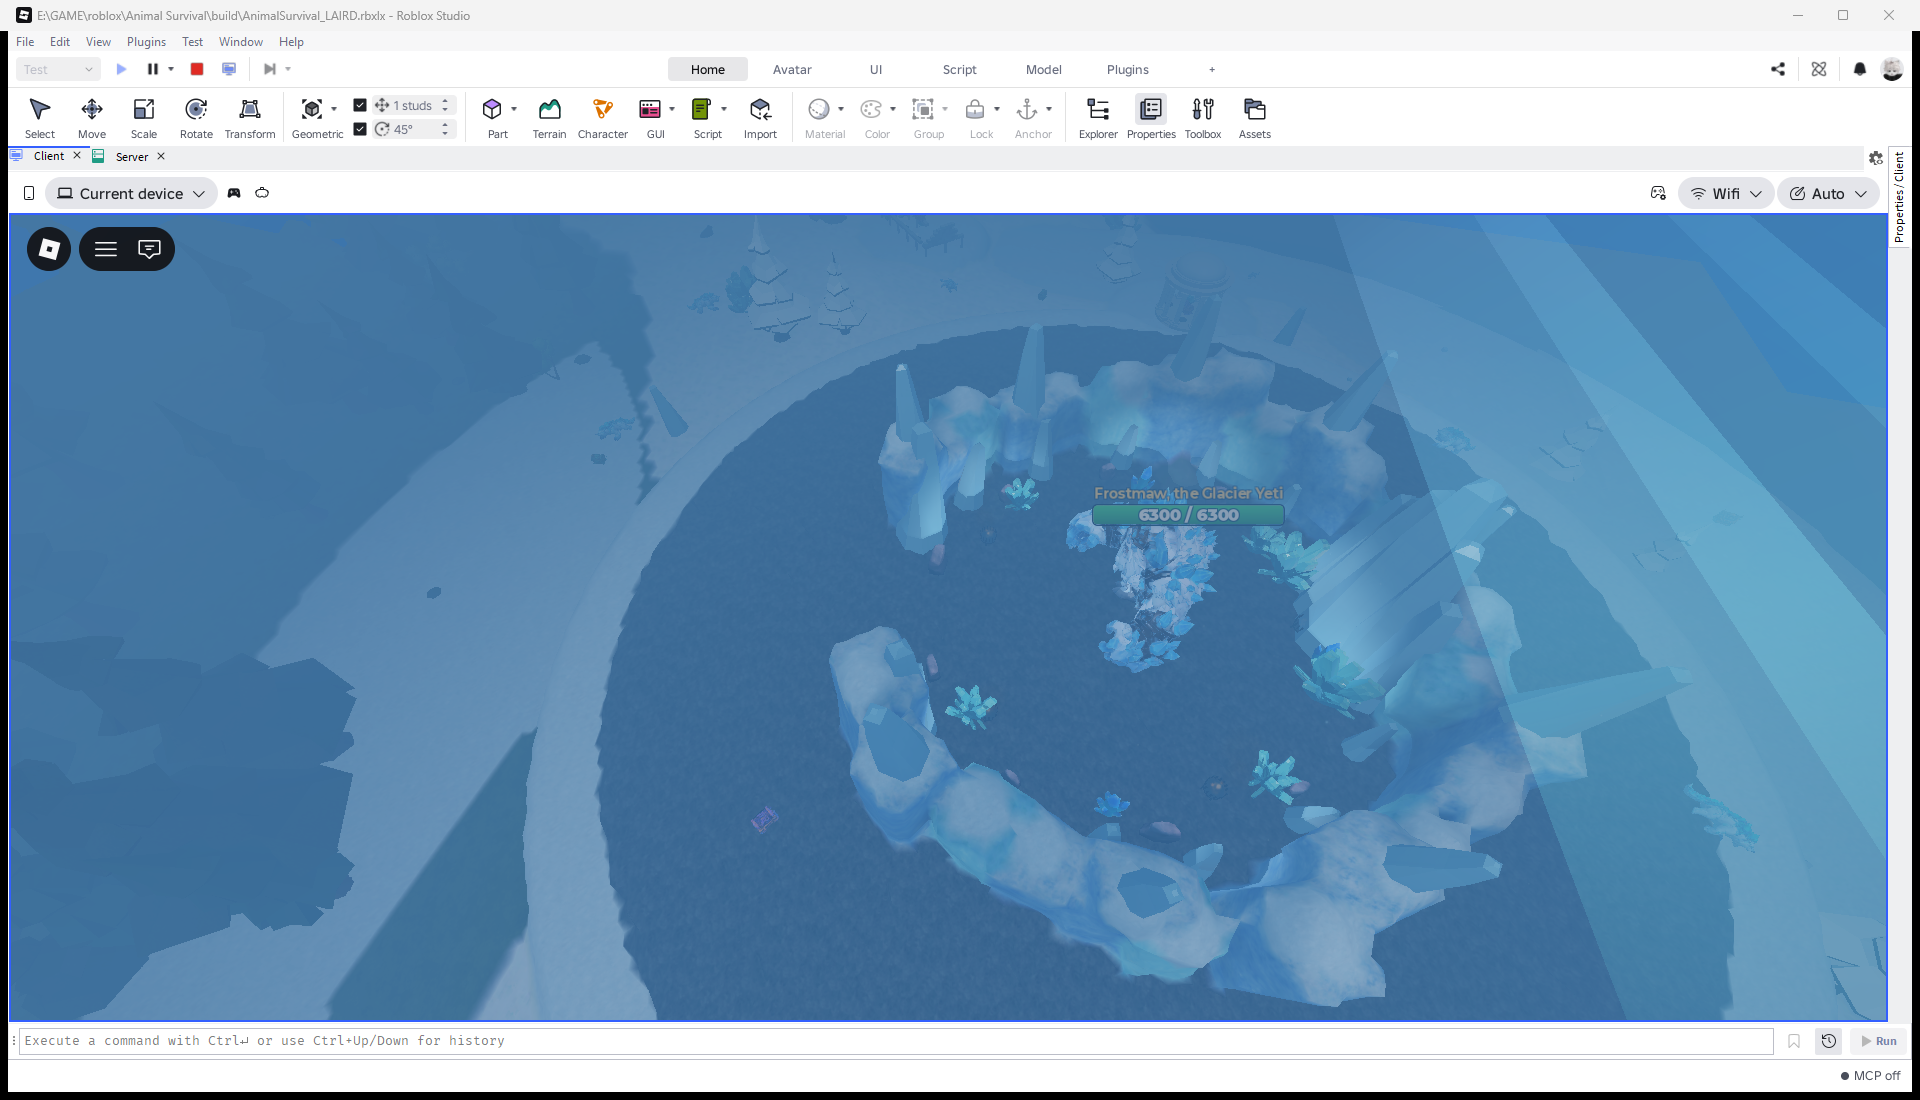 E:\GAME\roblox\Animal Survival\build\AnimalSurvival_LAIRD.rbxlx - Roblox Studio
File Edit View Plugins Test Window Help
Test
Home Avatar UI Script Model Plugins +
Select Move Scale Rotate Transform Geometric 1 studs 45° Part Terrain Character GUI Script Import Material Color Group Lock Anchor Explorer Properties Toolbox Assets
Client Server
Current device Wifi Auto
Properties / Client
Frostmaw, the Glacier Yeti
6300 / 6300
Execute a command with Ctrl↵ or use Ctrl+Up/Down for history
Run
MCP off